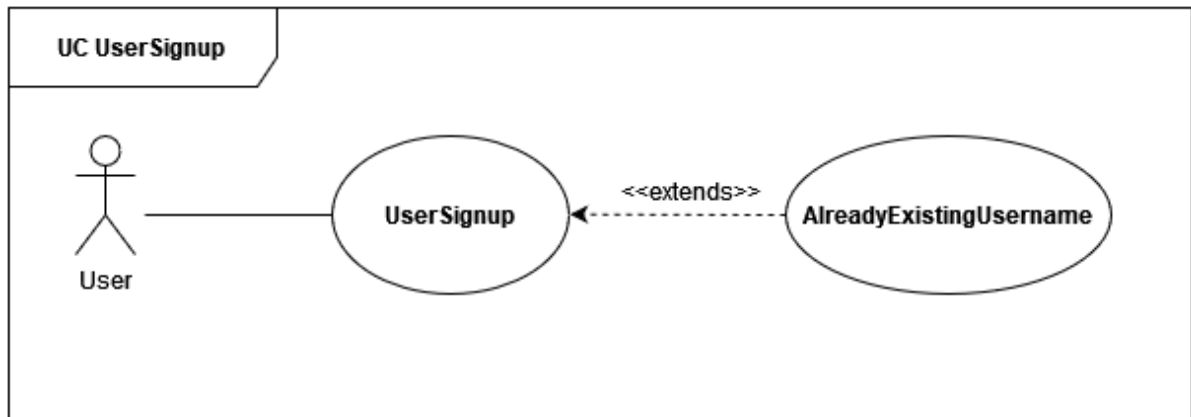 UC UserSignup
<<extends>>
UserSignup
AlreadyExistingUsername
User